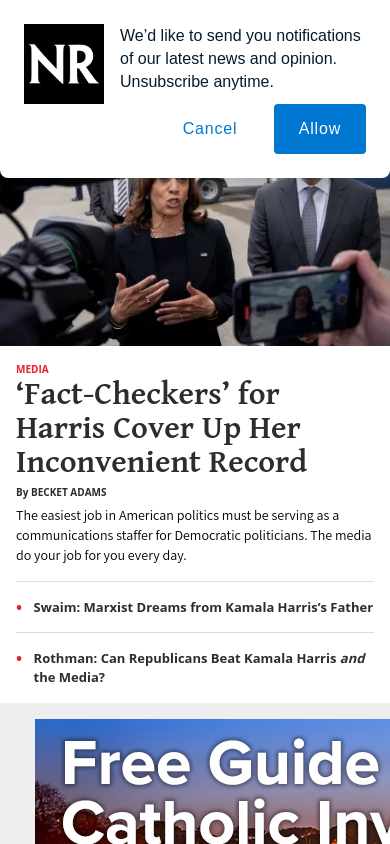 NR
We’d like to send you notifications
of our latest news and opinion.
Unsubscribe anytime.
Cancel
Allow
MEDIA
‘Fact-Checkers’ for
Harris Cover Up Her
Inconvenient Record
By BECKET ADAMS
The easiest job in American politics must be serving as a
communications staffer for Democratic politicians. The media
do your job for you every day.
• Swaim: Marxist Dreams from Kamala Harris’s Father
• Rothman: Can Republicans Beat Kamala Harris and
the Media?
Free Guide
Catholic Inv